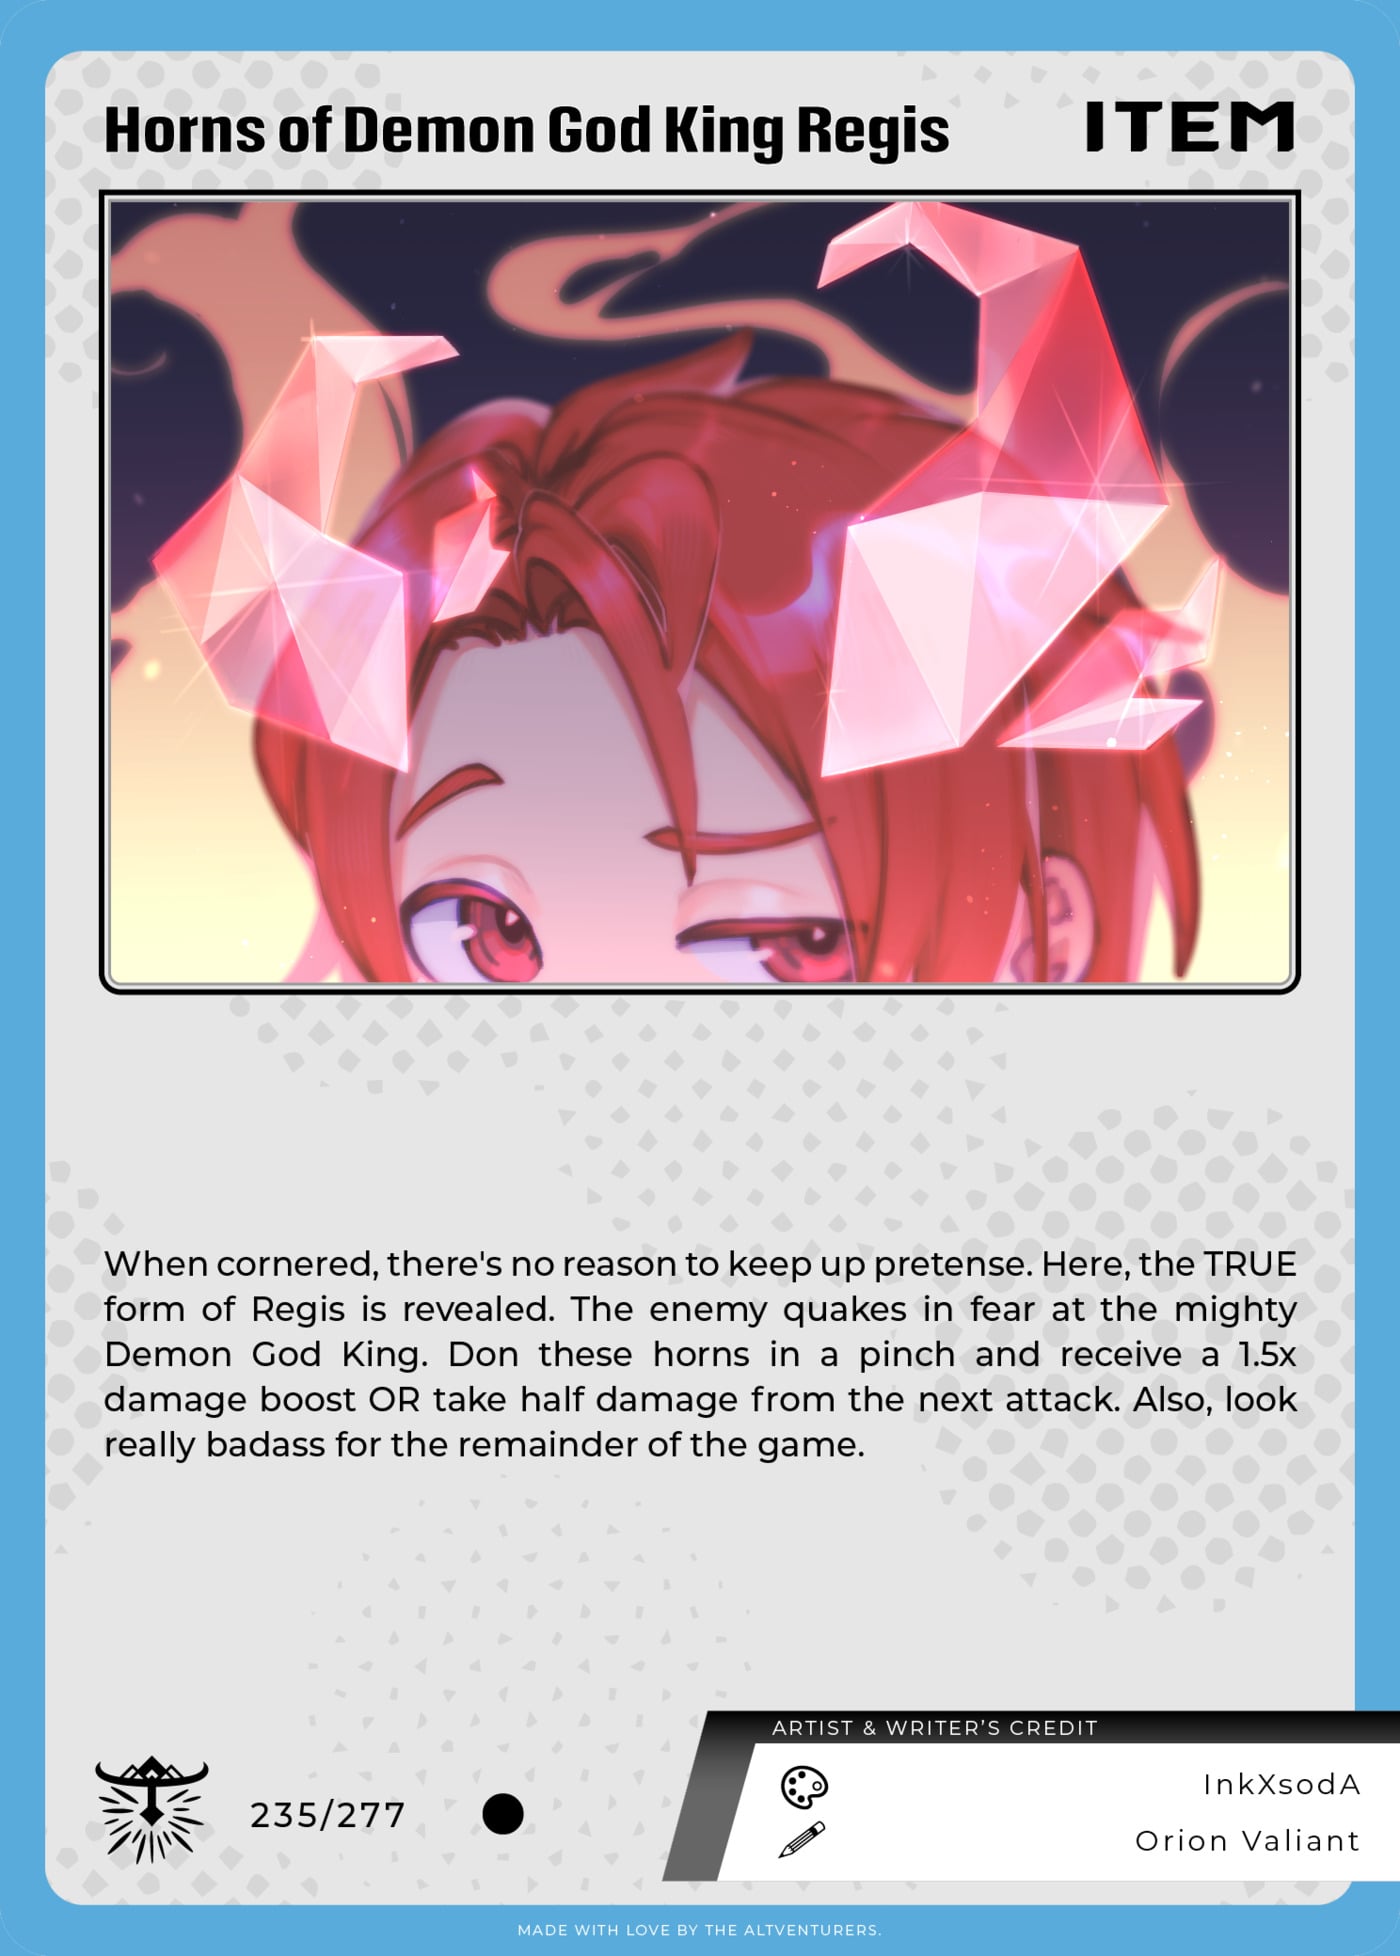 Horns of Demon God King Regis
ITEM
When cornered, there's no reason to keep up pretense. Here, the TRUE
form of Regis is revealed. The enemy quakes in fear at the mighty
Demon God King. Don these horns in a pinch and receive a 1.5x
damage boost OR take half damage from the next attack. Also, look
really badass for the remainder of the game.
ARTIST & WRITER’S CREDIT
InkXsodA
Orion Valiant
235/277
MADE WITH LOVE BY THE ALTVENTURERS.